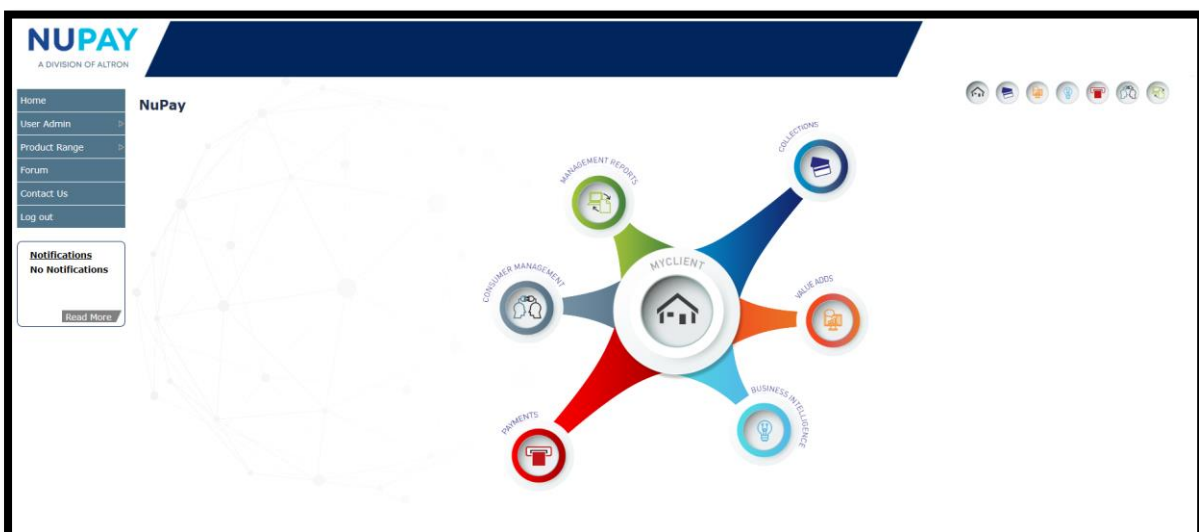 NUPAY
A DIVISION OF ALTRON
Home
User Admin
Product Range
Forum
Contact Us
Log out
Notifications
No Notifications
Read More
NuPay
COLLECTIONS
MANAGEMENT REPORTS
MYCLIENT
CONSUMER MANAGEMENT
VALUE ADDS
BUSINESS INTELLIGENCE
PAYMENTS